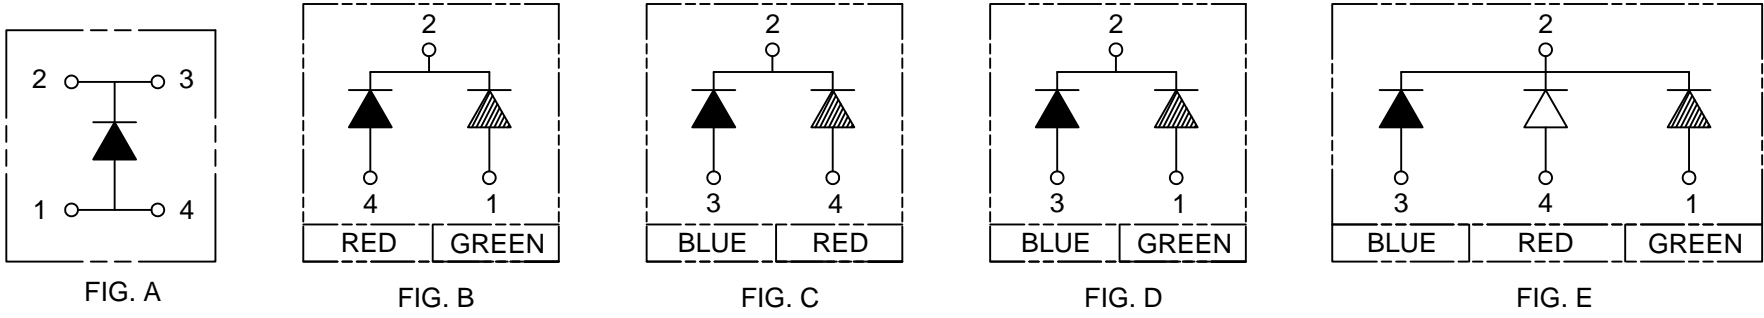 2 3
1 4
FIG. A
2
4 1
RED GREEN
FIG. B
2
3 4
BLUE RED
FIG. C
2
3 1
BLUE GREEN
FIG. D
2
3 4 1
BLUE RED GREEN
FIG. E